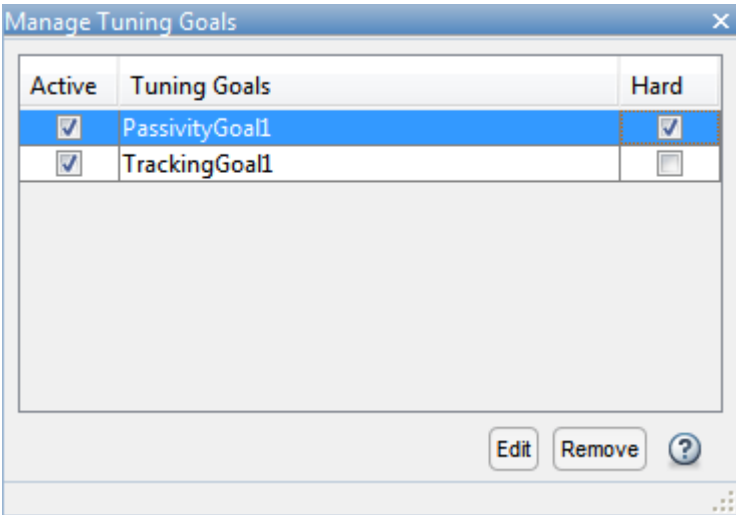 Manage Tuning Goals
Active Tuning Goals Hard
PassivityGoal1
TrackingGoal1
Edit Remove ?